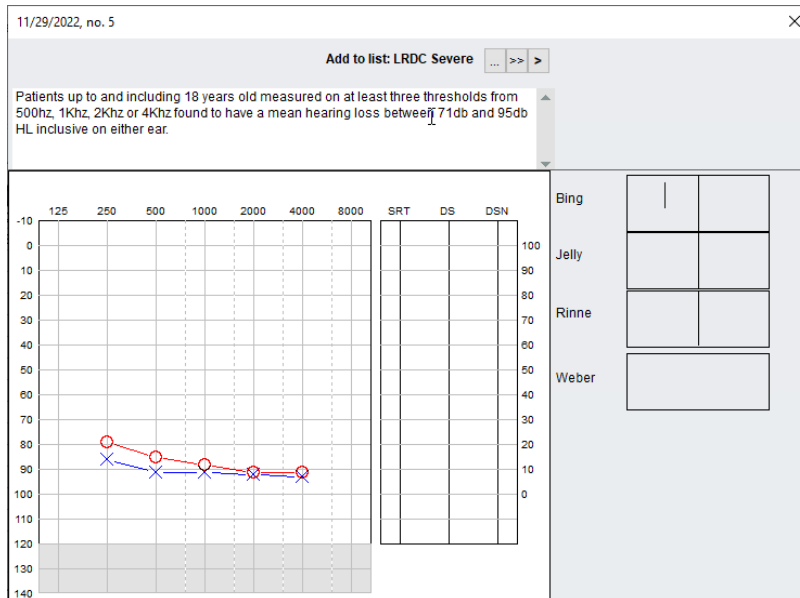 11/29/2022, no. 5
Add to list: LRDC Severe ... >> >
Patients up to and including 18 years old measured on at least three thresholds from
500hz, 1Khz, 2Khz or 4Khz found to have a mean hearing loss between 71db and 95db
HL inclusive on either ear.
125 250 500 1000 2000 4000 8000 SRT DS DSN
-10
0 100
10 90
20 80
30 70
40 60
50 50
60 40
70 30
80 20
90 10
100 0
110
120
130
140
Bing
Jelly
Rinne
Weber